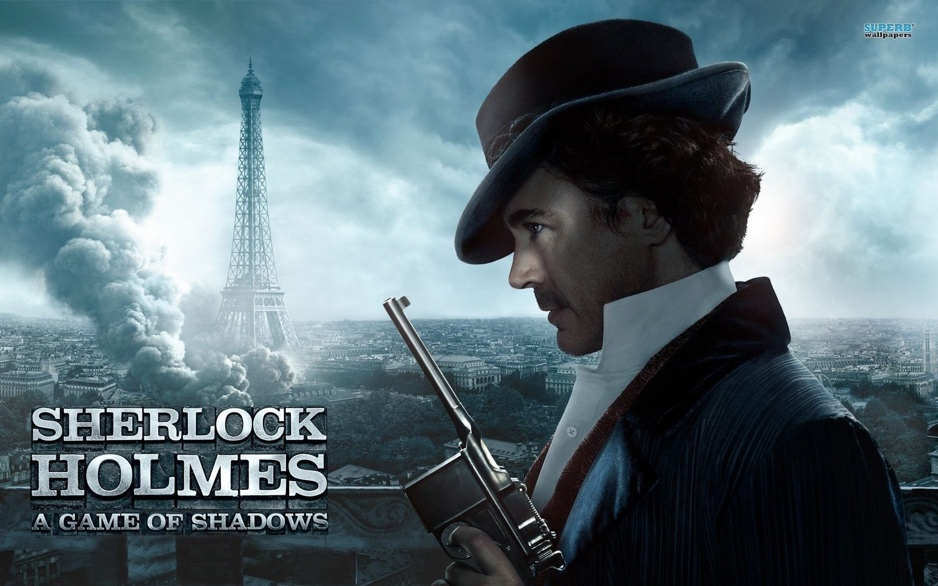 SUPERB
wallpapers
SHERLOCK
HOLMES
A GAME OF SHADOWS